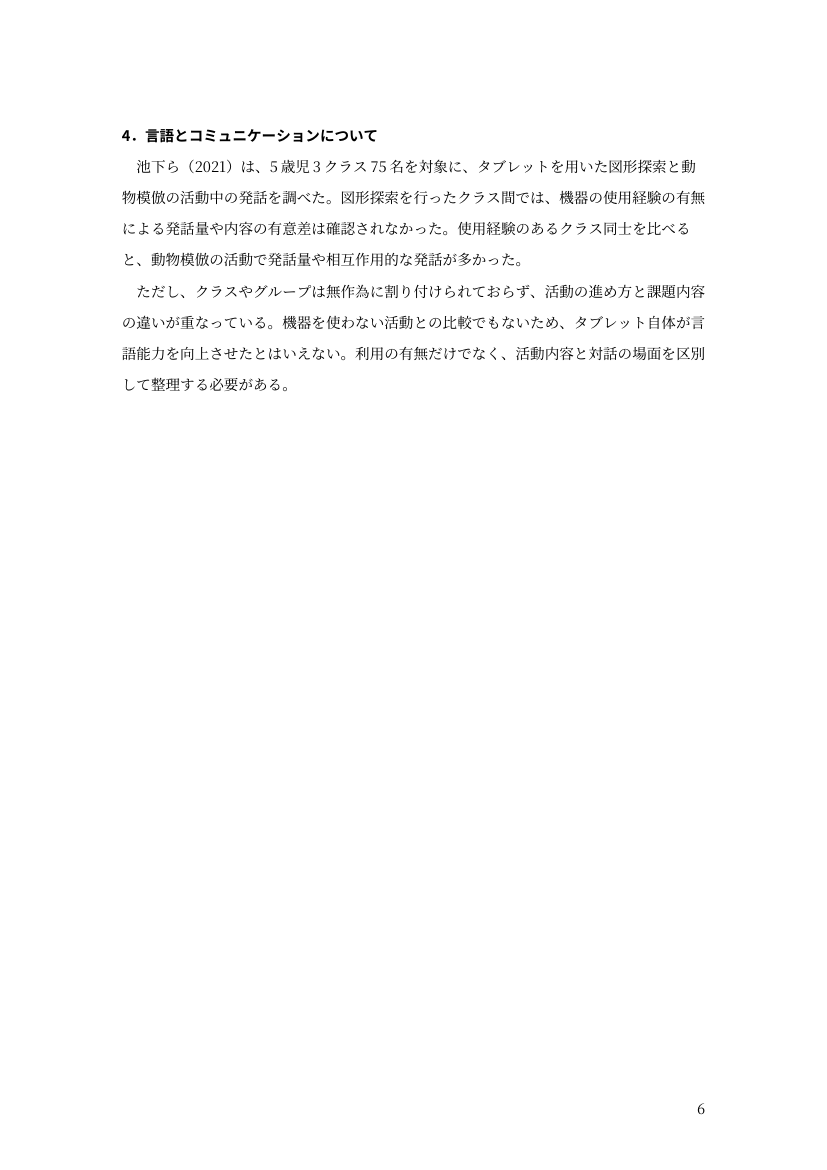 4．言語とコミュニケーションについて
池下ら（2021）は、5歳児3クラス75名を対象に、タブレットを用いた図形探索と動
物模倣の活動中の発話を調べた。図形探索を行ったクラス間では、機器の使用経験の有無
による発話量や内容の有意差は確認されなかった。使用経験のあるクラス同士を比べる
と、動物模倣の活動で発話量や相互作用的な発話が多かった。
ただし、クラスやグループは無作為に割り付けられておらず、活動の進め方と課題内容
の違いが重なっている。機器を使わない活動との比較でもないため、タブレット自体が言
語能力を向上させたとはいえない。利用の有無だけでなく、活動内容と対話の場面を区別
して整理する必要がある。
6